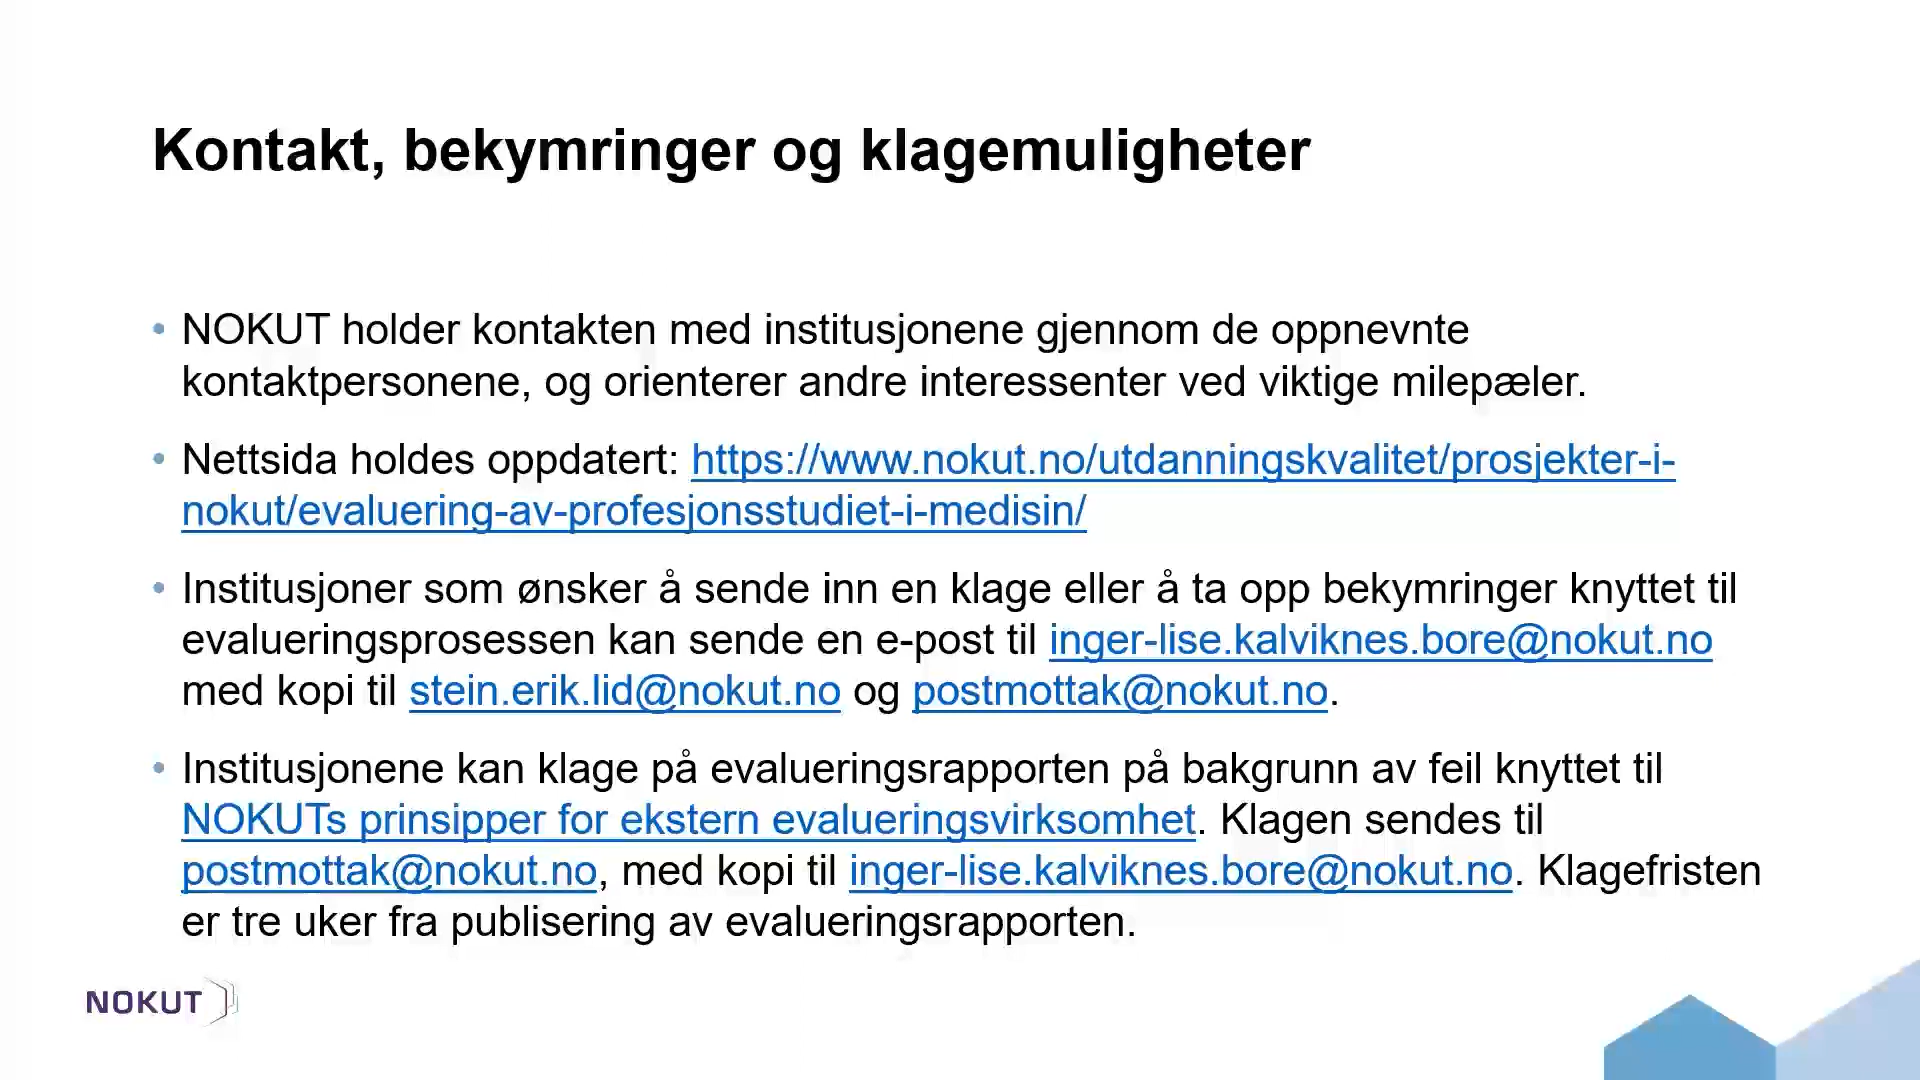 Kontakt, bekymringer og klagemuligheter
• NOKUT holder kontakten med institusjonene gjennom de oppnevnte
kontaktpersonene, og orienterer andre interessenter ved viktige milepæler.
• Nettsida holdes oppdatert: https://www.nokut.no/utdanningskvalitet/prosjekter-i-
nokut/evaluering-av-profesjonsstudiet-i-medisin/
• Institusjoner som ønsker å sende inn en klage eller å ta opp bekymringer knyttet til
evalueringsprosessen kan sende en e-post til inger-lise.kalviknes.bore@nokut.no
med kopi til stein.erik.lid@nokut.no og postmottak@nokut.no.
• Institusjonene kan klage på evalueringsrapporten på bakgrunn av feil knyttet til
NOKUTs prinsipper for ekstern evalueringsvirksomhet. Klagen sendes til
postmottak@nokut.no, med kopi til inger-lise.kalviknes.bore@nokut.no. Klagefristen
er tre uker fra publisering av evalueringsrapporten.
NOKUT